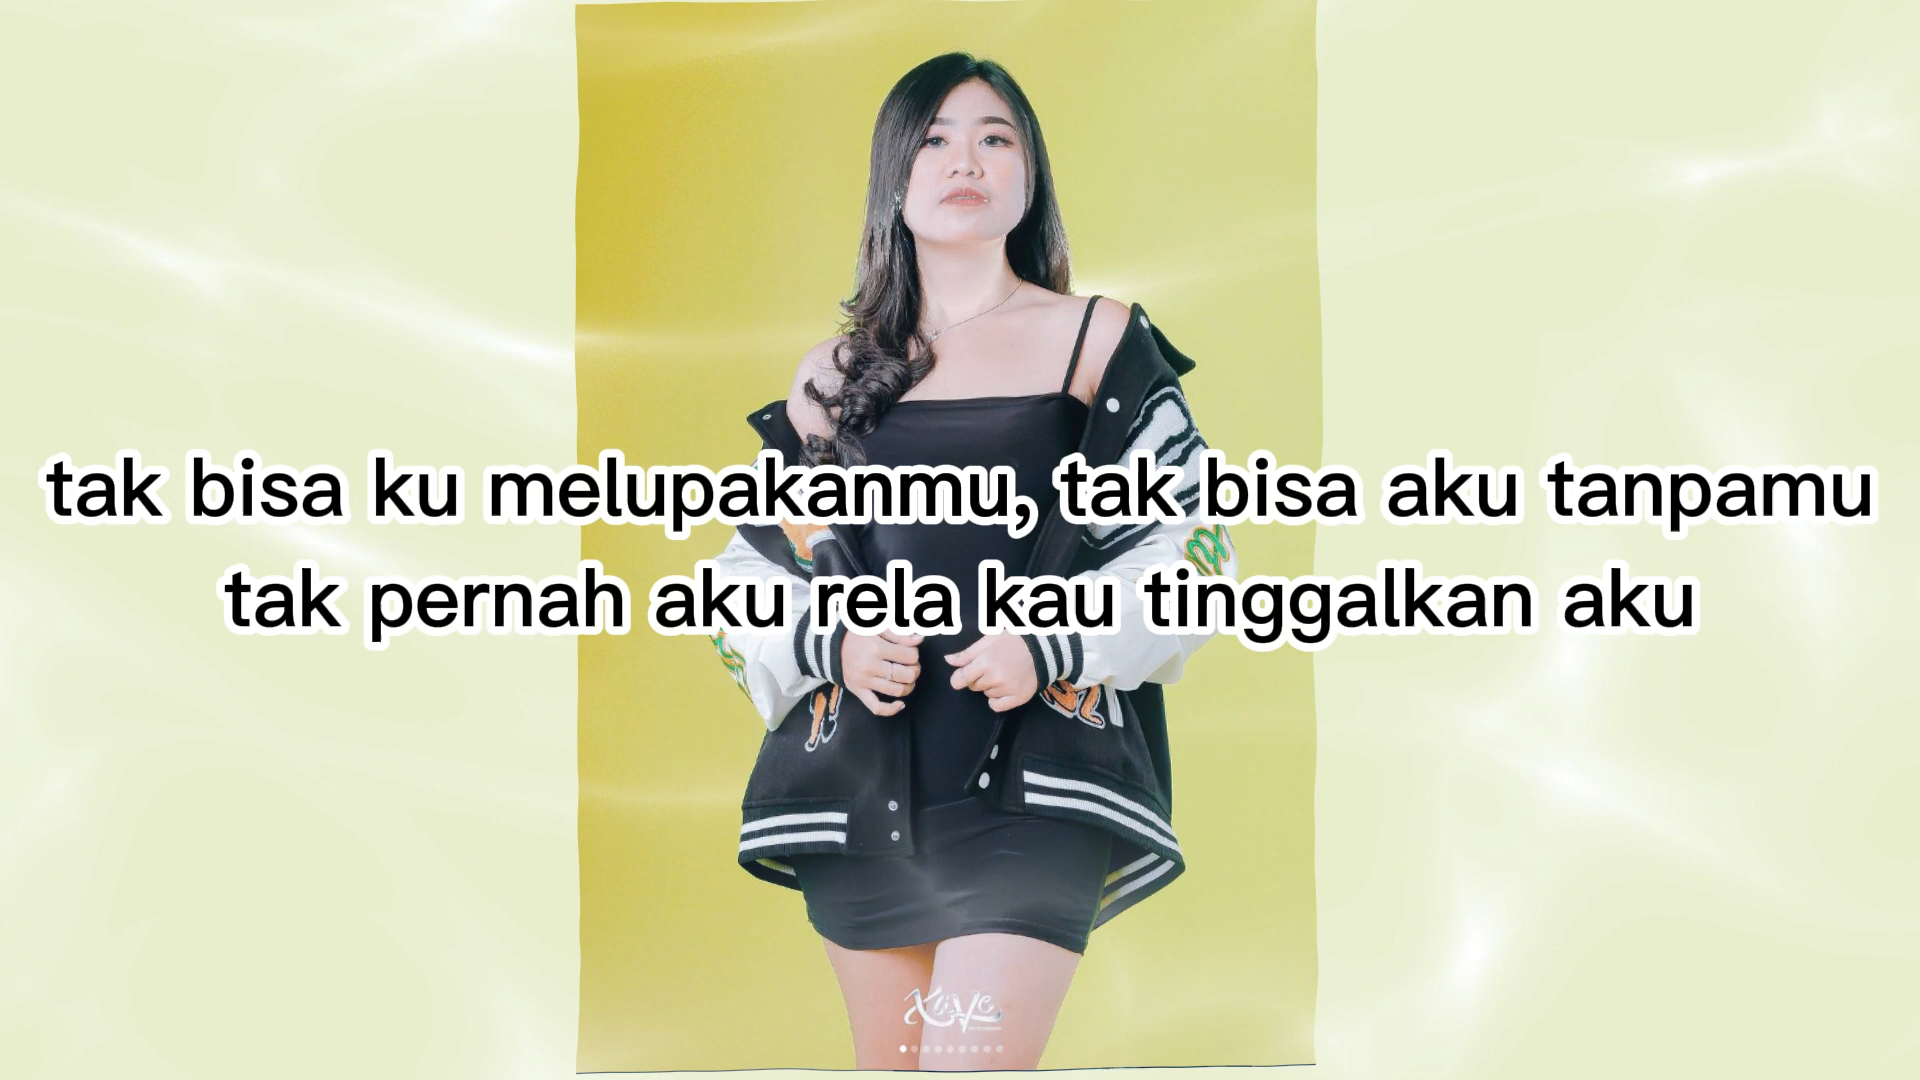 tak bisa ku melupakanmu, tak bisa aku tanpamu
tak pernah aku rela kau tinggalkan aku